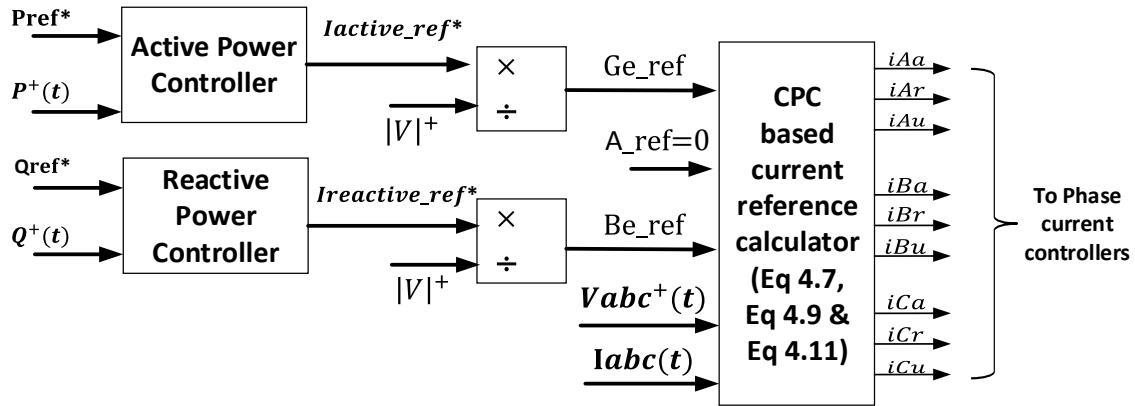 Pref*
P⁺(t)
Active Power
Controller
Iactive_ref*
|V|⁺
×
÷
Ge_ref
A_ref=0
Qref*
Q⁺(t)
Reactive
Power
Controller
Ireactive_ref*
|V|⁺
×
÷
Be_ref
Vabc⁺(t)
Iabc(t)
CPC
based
current
reference
calculator
(Eq 4.7,
Eq 4.9 &
Eq 4.11)
iAa
iAr
iAu
iBa
iBr
iBu
iCa
iCr
iCu
To Phase
current
controllers